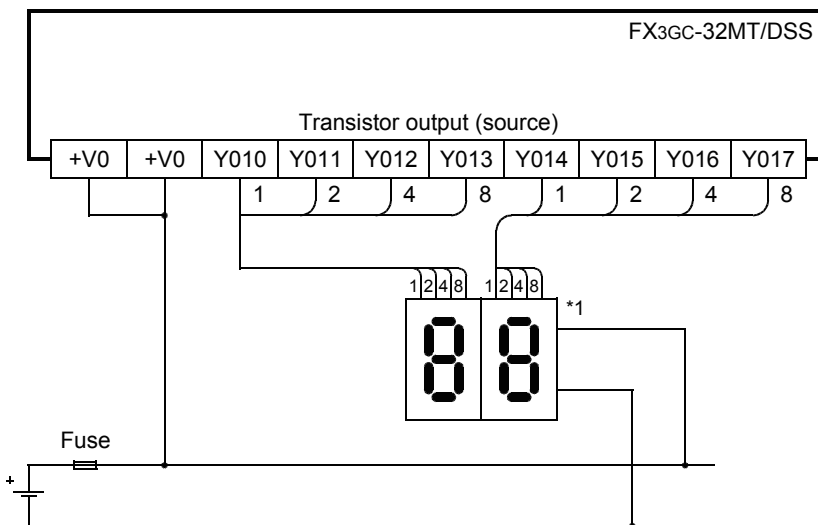 FX3GC-32MT/DSS
Transistor output (source)
+V0 +V0 Y010 Y011 Y012 Y013 Y014 Y015 Y016 Y017
1 2 4 8 1 2 4 8
1 2 4 8 1 2 4 8
*1
Fuse
+